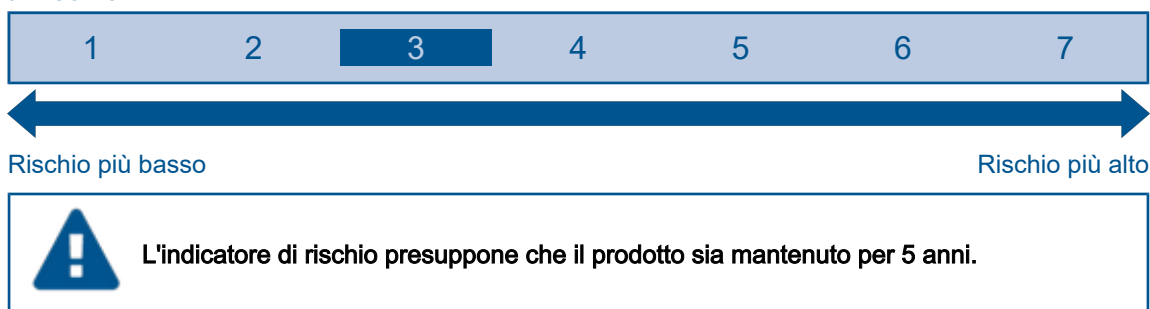 1 2 3 4 5 6 7
Rischio più basso Rischio più alto
L'indicatore di rischio presuppone che il prodotto sia mantenuto per 5 anni.